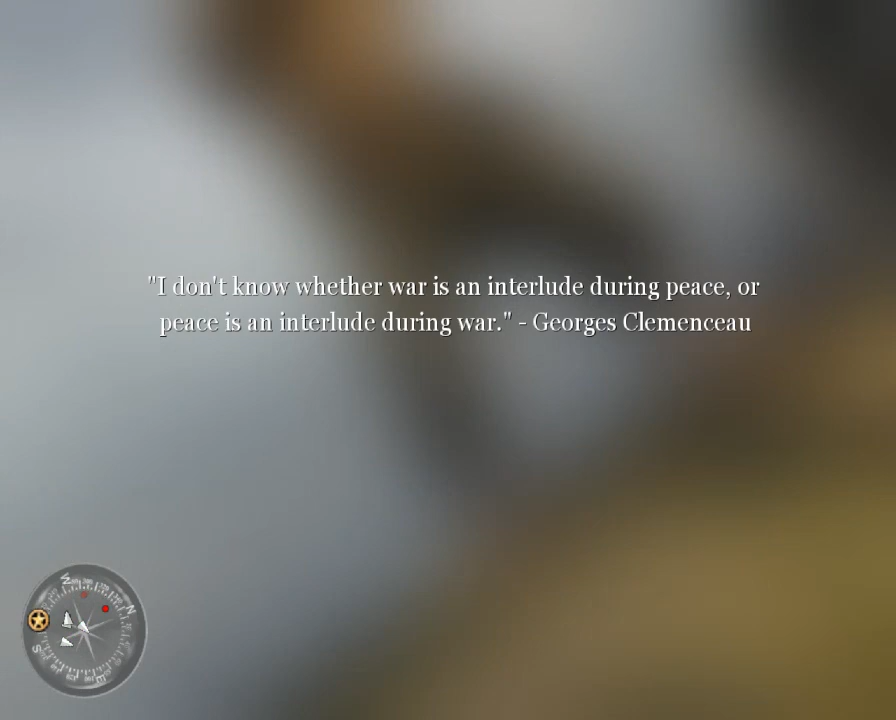 "I don't know whether war is an interlude during peace, or
peace is an interlude during war." - Georges Clemenceau
W
N
S
E